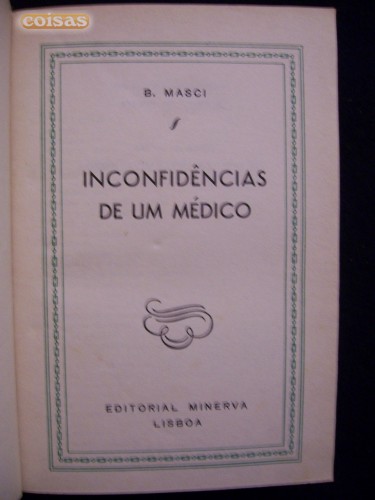 coisas
B. MASCI
INCONFIDÊNCIAS
DE UM MÉDICO
EDITORIAL MINERVA
LISBOA